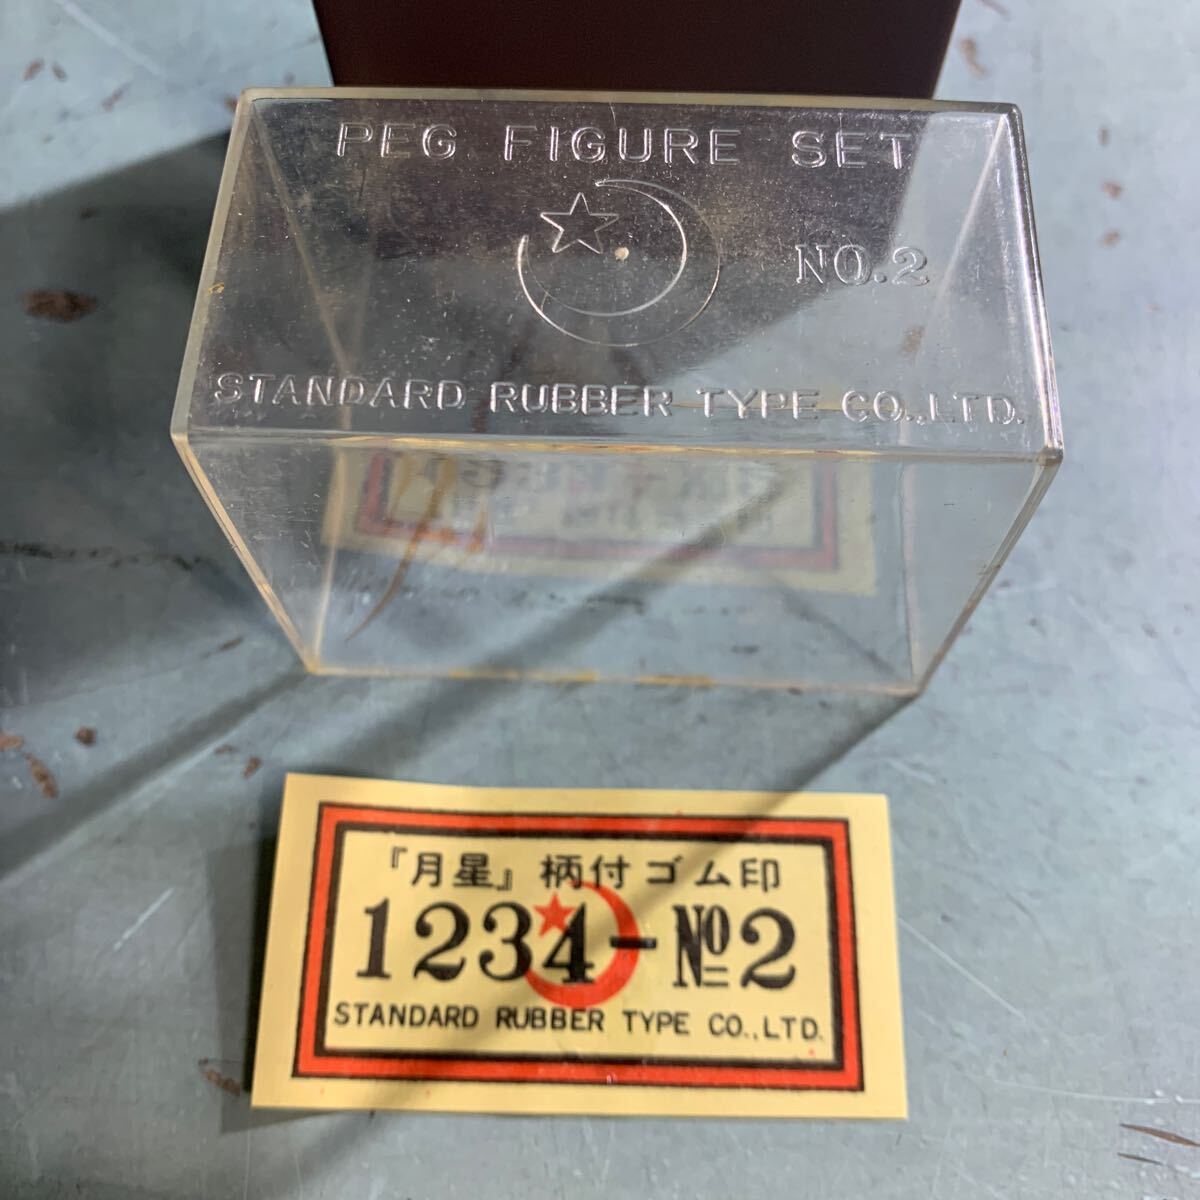 PEG FIGURE SET
NO.2
STANDARD RUBBER TYPE CO.,LTD.
『月星』柄付ゴム印
1234-№2
STANDARD RUBBER TYPE CO.,LTD.